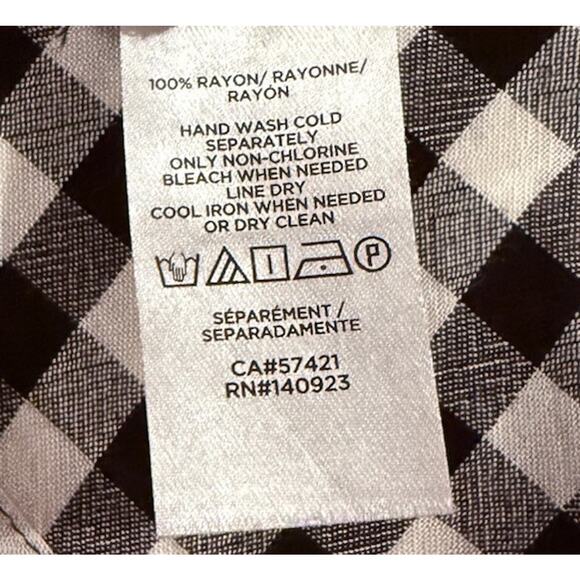 100% RAYON/ RAYONNE/
RAYÓN
HAND WASH COLD
SEPARATELY
ONLY NON-CHLORINE
BLEACH WHEN NEEDED
LINE DRY
COOL IRON WHEN NEEDED
OR DRY CLEAN
P
SÉPARÉMENT /
SEPARADAMENTE
CA#57421
RN#140923